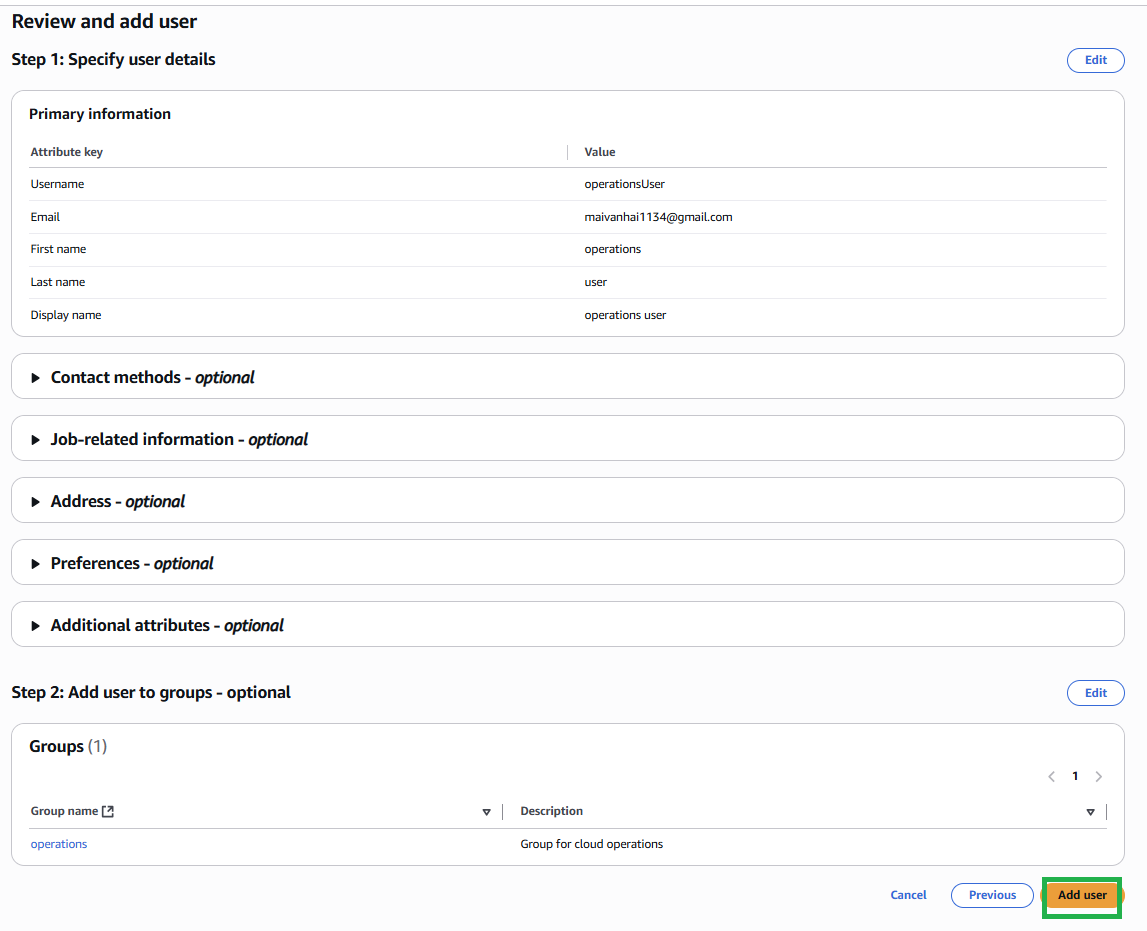 Review and add user
Step 1: Specify user details
Edit
Primary information
Attribute key Value
Username operationsUser
Email maivanhai1134@gmail.com
First name operations
Last name user
Display name operations user
Contact methods - optional
Job-related information - optional
Address - optional
Preferences - optional
Additional attributes - optional
Step 2: Add user to groups - optional
Edit
Groups (1)
1
Group name Description
operations Group for cloud operations
Cancel Previous Add user